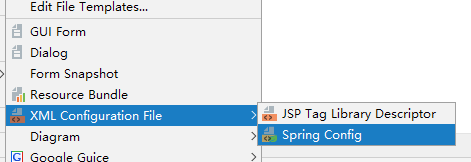 Edit File Templates...
GUI Form
Dialog
Form Snapshot
Resource Bundle
XML Configuration File
JSP Tag Library Descriptor
Spring Config
Diagram
Google Guice